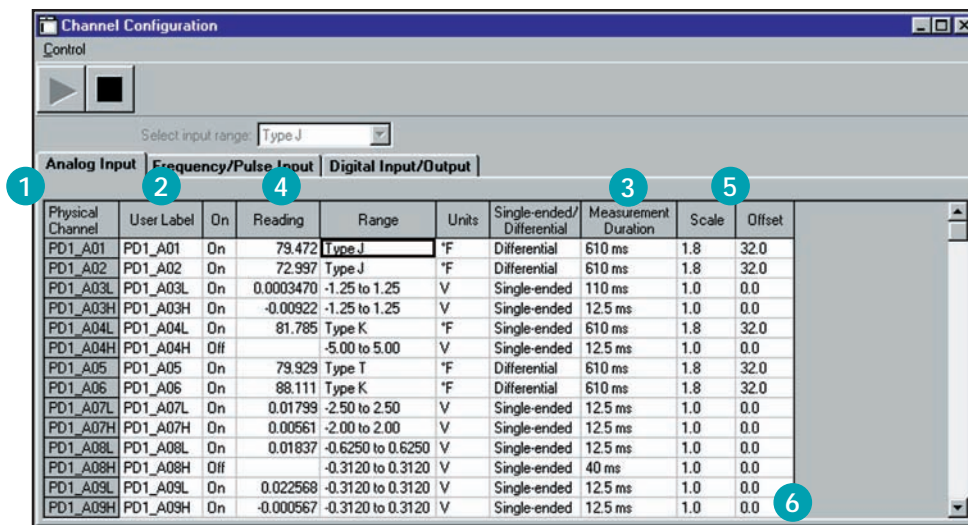 Channel Configuration
Control
Select input range: Type J
Analog Input Frequency/Pulse Input Digital Input/Output
1 2 4 3 5
Physical Channel User Label On Reading Range Units Single-ended/ Differential Measurement Duration Scale Offset
PD1_A01 PD1_A01 On 79.472 Type J °F Differential 610 ms 1.8 32.0
PD1_A02 PD1_A02 On 72.997 Type J °F Differential 610 ms 1.8 32.0
PD1_A03L PD1_A03L On 0.0003470 -1.25 to 1.25 V Single-ended 110 ms 1.0 0.0
PD1_A03H PD1_A03H On -0.00922 -1.25 to 1.25 V Single-ended 12.5 ms 1.0 0.0
PD1_A04L PD1_A04L On 81.785 Type K °F Single-ended 610 ms 1.8 32.0
PD1_A04H PD1_A04H Off -5.00 to 5.00 V Single-ended 12.5 ms 1.0 0.0
PD1_A05 PD1_A05 On 79.929 Type T °F Differential 610 ms 1.8 32.0
PD1_A06 PD1_A06 On 88.111 Type K °F Differential 610 ms 1.8 32.0
PD1_A07L PD1_A07L On 0.01799 -2.50 to 2.50 V Single-ended 12.5 ms 1.0 0.0
PD1_A07H PD1_A07H On 0.00561 -2.00 to 2.00 V Single-ended 12.5 ms 1.0 0.0
PD1_A08L PD1_A08L On 0.01837 -0.6250 to 0.6250 V Single-ended 12.5 ms 1.0 0.0
PD1_A08H PD1_A08H Off -0.3120 to 0.3120 V Single-ended 40 ms 1.0 0.0
PD1_A09L PD1_A09L On 0.022568 -0.3120 to 0.3120 V Single-ended 12.5 ms 1.0 0.0
PD1_A09H PD1_A09H On -0.000567 -0.3120 to 0.3120 V Single-ended 12.5 ms 1.0 0.0
6